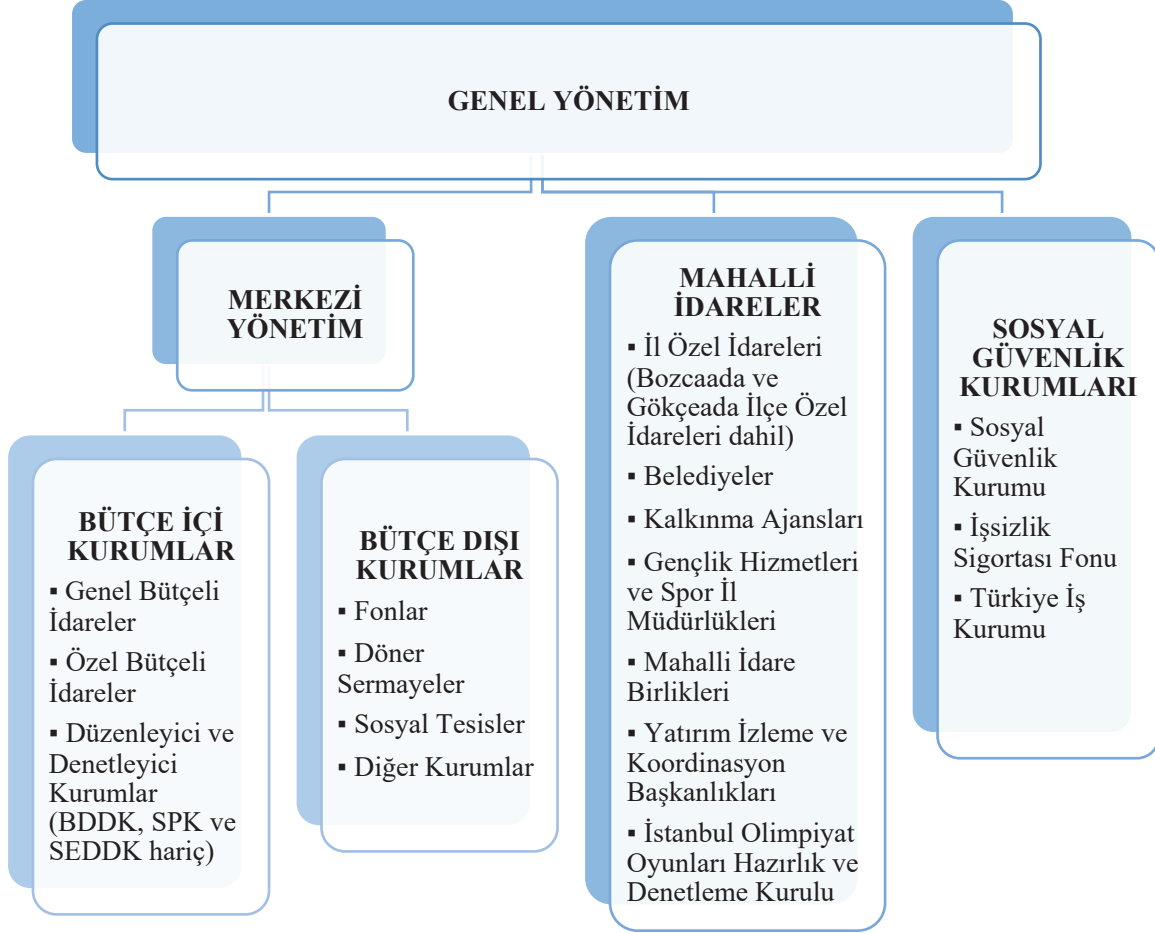 GENEL YÖNETİM
MERKEZİ
YÖNETİM
BÜTÇE İÇİ
KURUMLAR
▪ Genel Bütçeli
İdareler
▪ Özel Bütçeli
İdareler
▪ Düzenleyici ve
Denetleyici
Kurumlar
(BDDK, SPK ve
SEDDK hariç)
BÜTÇE DIŞI
KURUMLAR
▪ Fonlar
▪ Döner
Sermayeler
▪ Sosyal Tesisler
▪ Diğer Kurumlar
MAHALLİ
İDARELER
▪ İl Özel İdareleri
(Bozcaada ve
Gökçeada İlçe Özel
İdareleri dahil)
▪ Belediyeler
▪ Kalkınma Ajansları
▪ Gençlik Hizmetleri
ve Spor İl
Müdürlükleri
▪ Mahalli İdare
Birlikleri
▪ Yatırım İzleme ve
Koordinasyon
Başkanlıkları
▪ İstanbul Olimpiyat
Oyunları Hazırlık ve
Denetleme Kurulu
SOSYAL
GÜVENLİK
KURUMLARI
▪ Sosyal
Güvenlik
Kurumu
▪ İşsizlik
Sigortası Fonu
▪ Türkiye İş
Kurumu